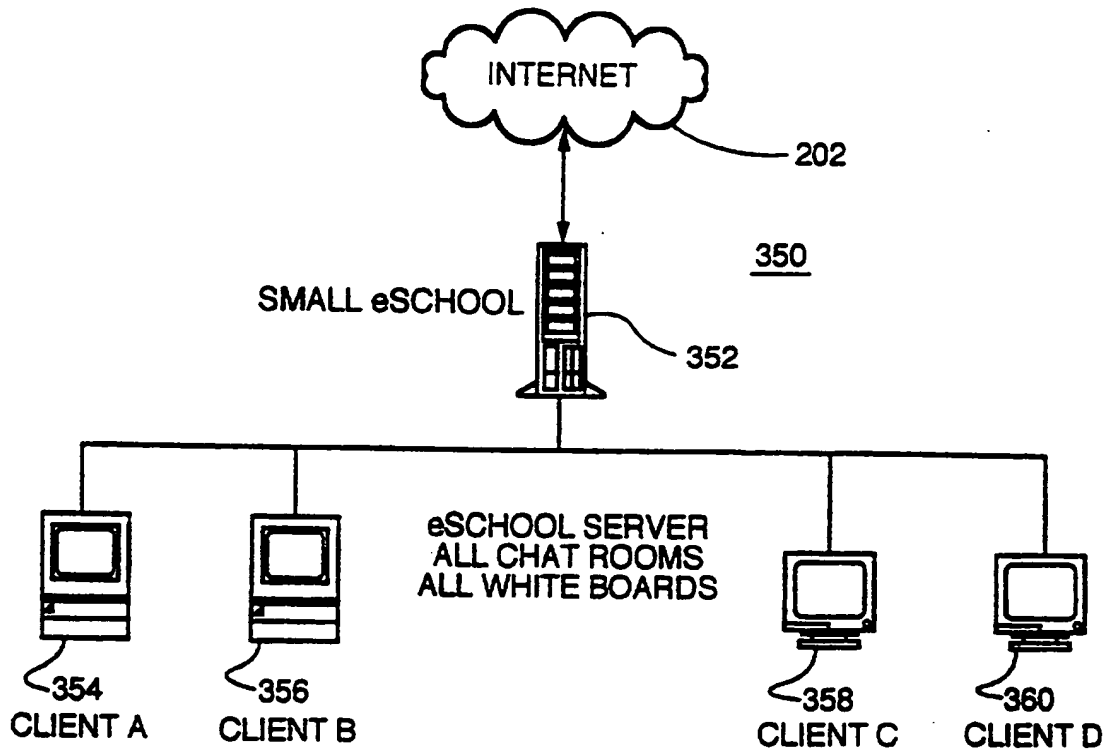 INTERNET
202
350
SMALL eSCHOOL
352
eSCHOOL SERVER
ALL CHAT ROOMS
ALL WHITE BOARDS
354
CLIENT A
356
CLIENT B
358
CLIENT C
360
CLIENT D